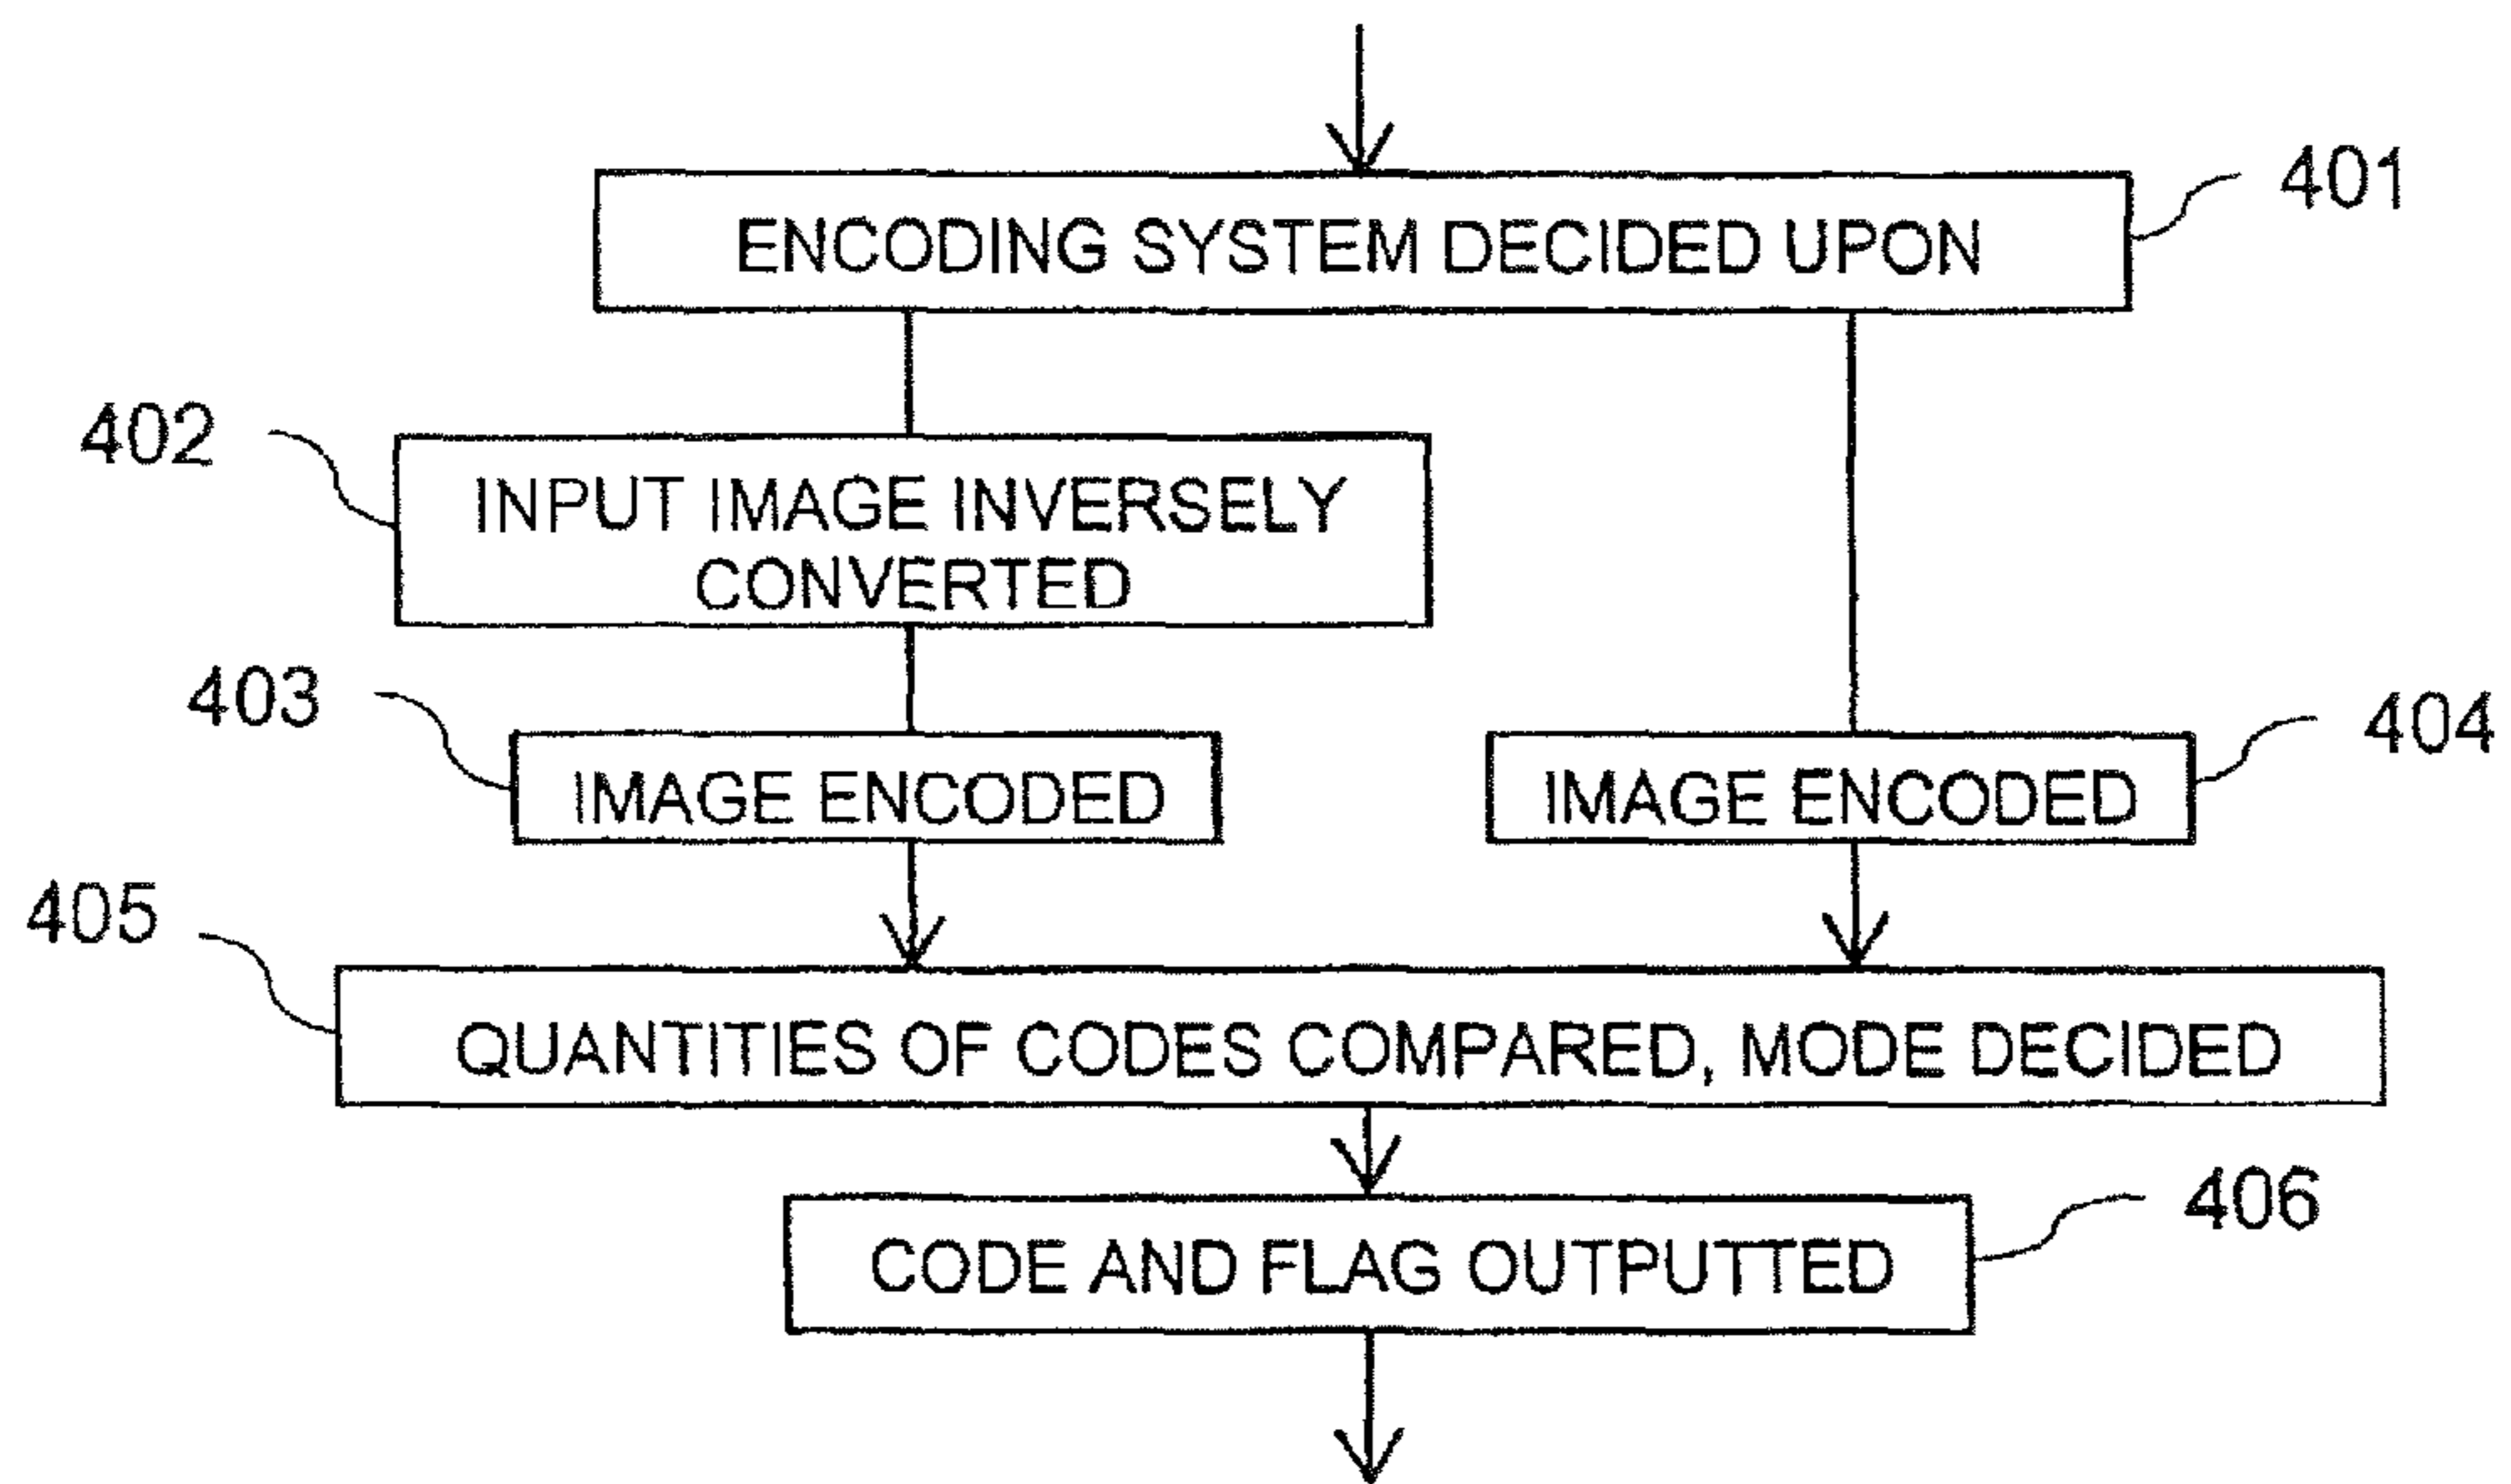 401
ENCODING SYSTEM DECIDED UPON
402
INPUT IMAGE INVERSELY
CONVERTED
403
IMAGE ENCODED
404
IMAGE ENCODED
405
QUANTITIES OF CODES COMPARED, MODE DECIDED
406
CODE AND FLAG OUTPUTTED